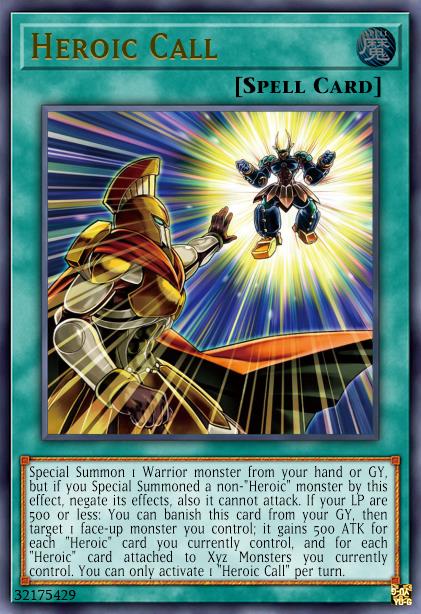 Heroic Call
魔
[Spell Card]
Special Summon 1 Warrior monster from your hand or GY,
but if you Special Summoned a non-"Heroic" monster by this
effect, negate its effects, also it cannot attack. If your LP are
500 or less: You can banish this card from your GY, then
target 1 face-up monster you control; it gains 500 ATK for
each "Heroic" card you currently control, and for each
"Heroic" card attached to Xyz Monsters you currently
control. You can only activate 1 "Heroic Call" per turn.
32175429